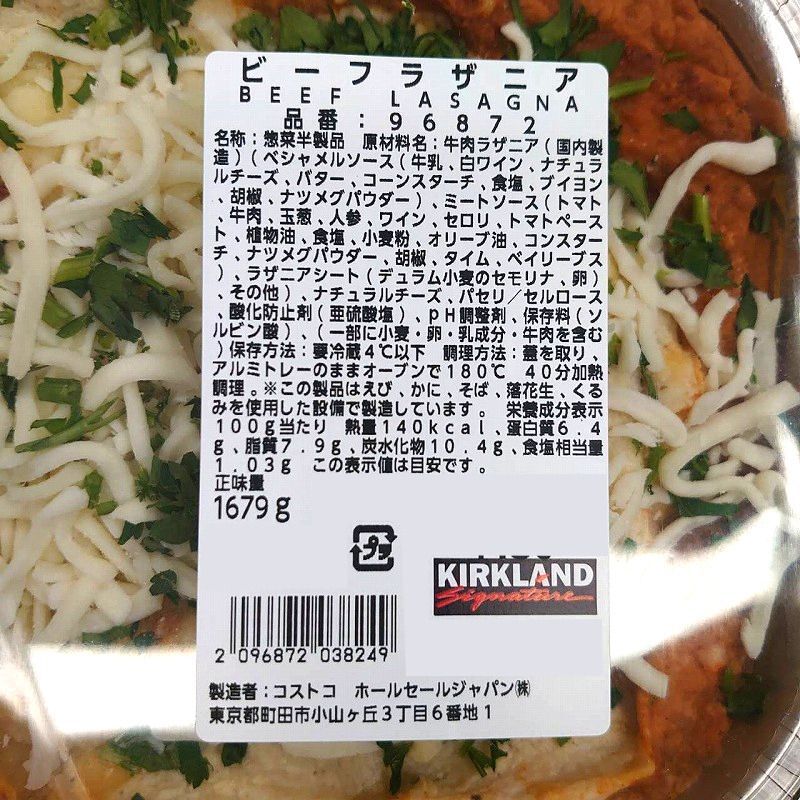 ビーフラザニア
BEEF LASAGNA
品番:96872
名称:惣菜半製品 原材料名:牛肉ラザニア(国内製
造)(ベシャメルソース(牛乳、白ワイン、ナチュラ
ルチーズ、バター、コーンスターチ、食塩、ブイヨン
、胡椒、ナツメグパウダー)、ミートソース(トマト
、牛肉、玉葱、人参、ワイン、セロリ、トマトペース
ト、植物油、食塩、小麦粉、オリーブ油、コンスター
チ、ナツメグパウダー、胡椒、タイム、ベイリーブス
)、ラザニアシート(デュラム小麦のセモリナ、卵)
、その他)、ナチュラルチーズ、パセリ/セルロース
、酸化防止剤(亜硫酸塩)、pH調整剤、保存料(ソ
ルビン酸)、(一部に小麦・卵・乳成分・牛肉を含む
)保存方法:要冷蔵4℃以下 調理方法:蓋を取り、
アルミトレーのままオーブンで180℃ 40分加熱
調理。※この製品はえび、かに、そば、落花生、くる
みを使用した設備で製造しています。 栄養成分表示
100g当たり 熱量140kcal、蛋白質6.4
g、脂質7.9g、炭水化物10.4g、食塩相当量
1.03g この表示値は目安です。
正味量
1679g
プラ
KIRKLAND
Signature
2 096872 038249
製造者:コストコ ホールセールジャパン㈱
東京都町田市小山ヶ丘3丁目6番地1